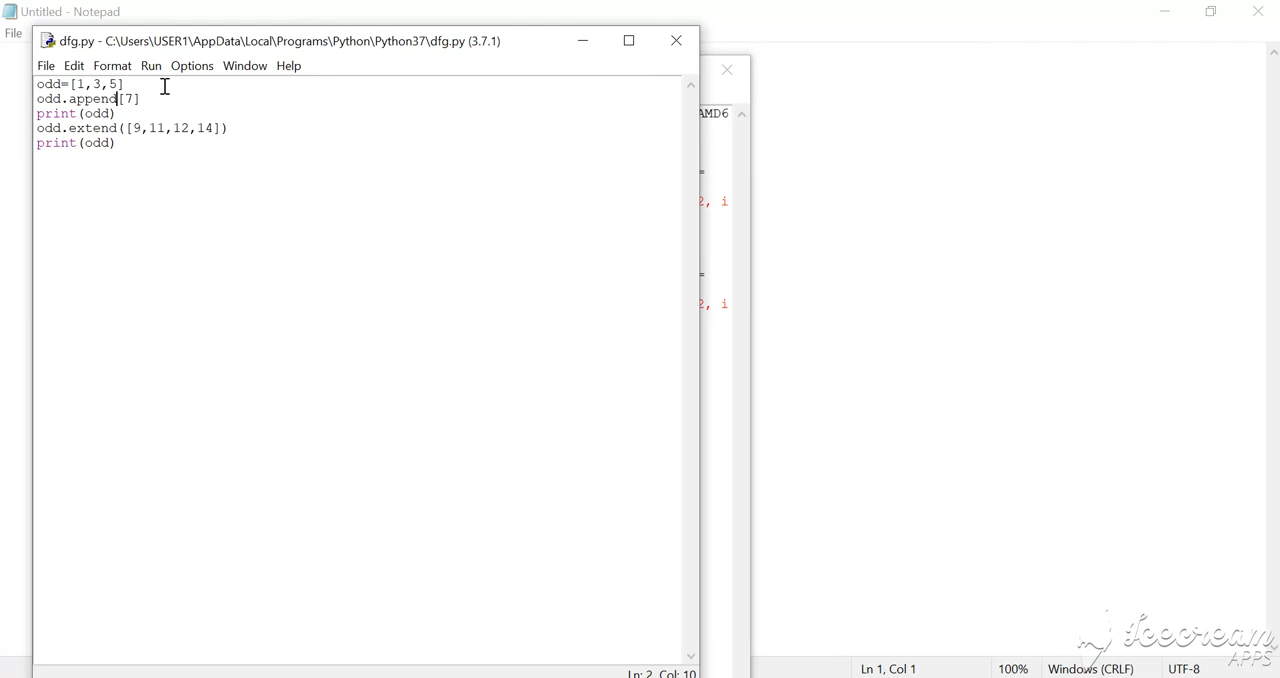 Untitled - Notepad
File
dfg.py - C:\Users\USER1\AppData\Local\Programs\Python\Python37\dfg.py (3.7.1)
File Edit Format Run Options Window Help
odd=[1,3,5]
odd.append[7]
print(odd)
odd.extend([9,11,12,14])
print(odd)
AMD6
=
2, i
=
2, i
Ln: 2 Col: 10
Ln 1, Col 1 100% Windows (CRLF) UTF-8
Icecream
APPS